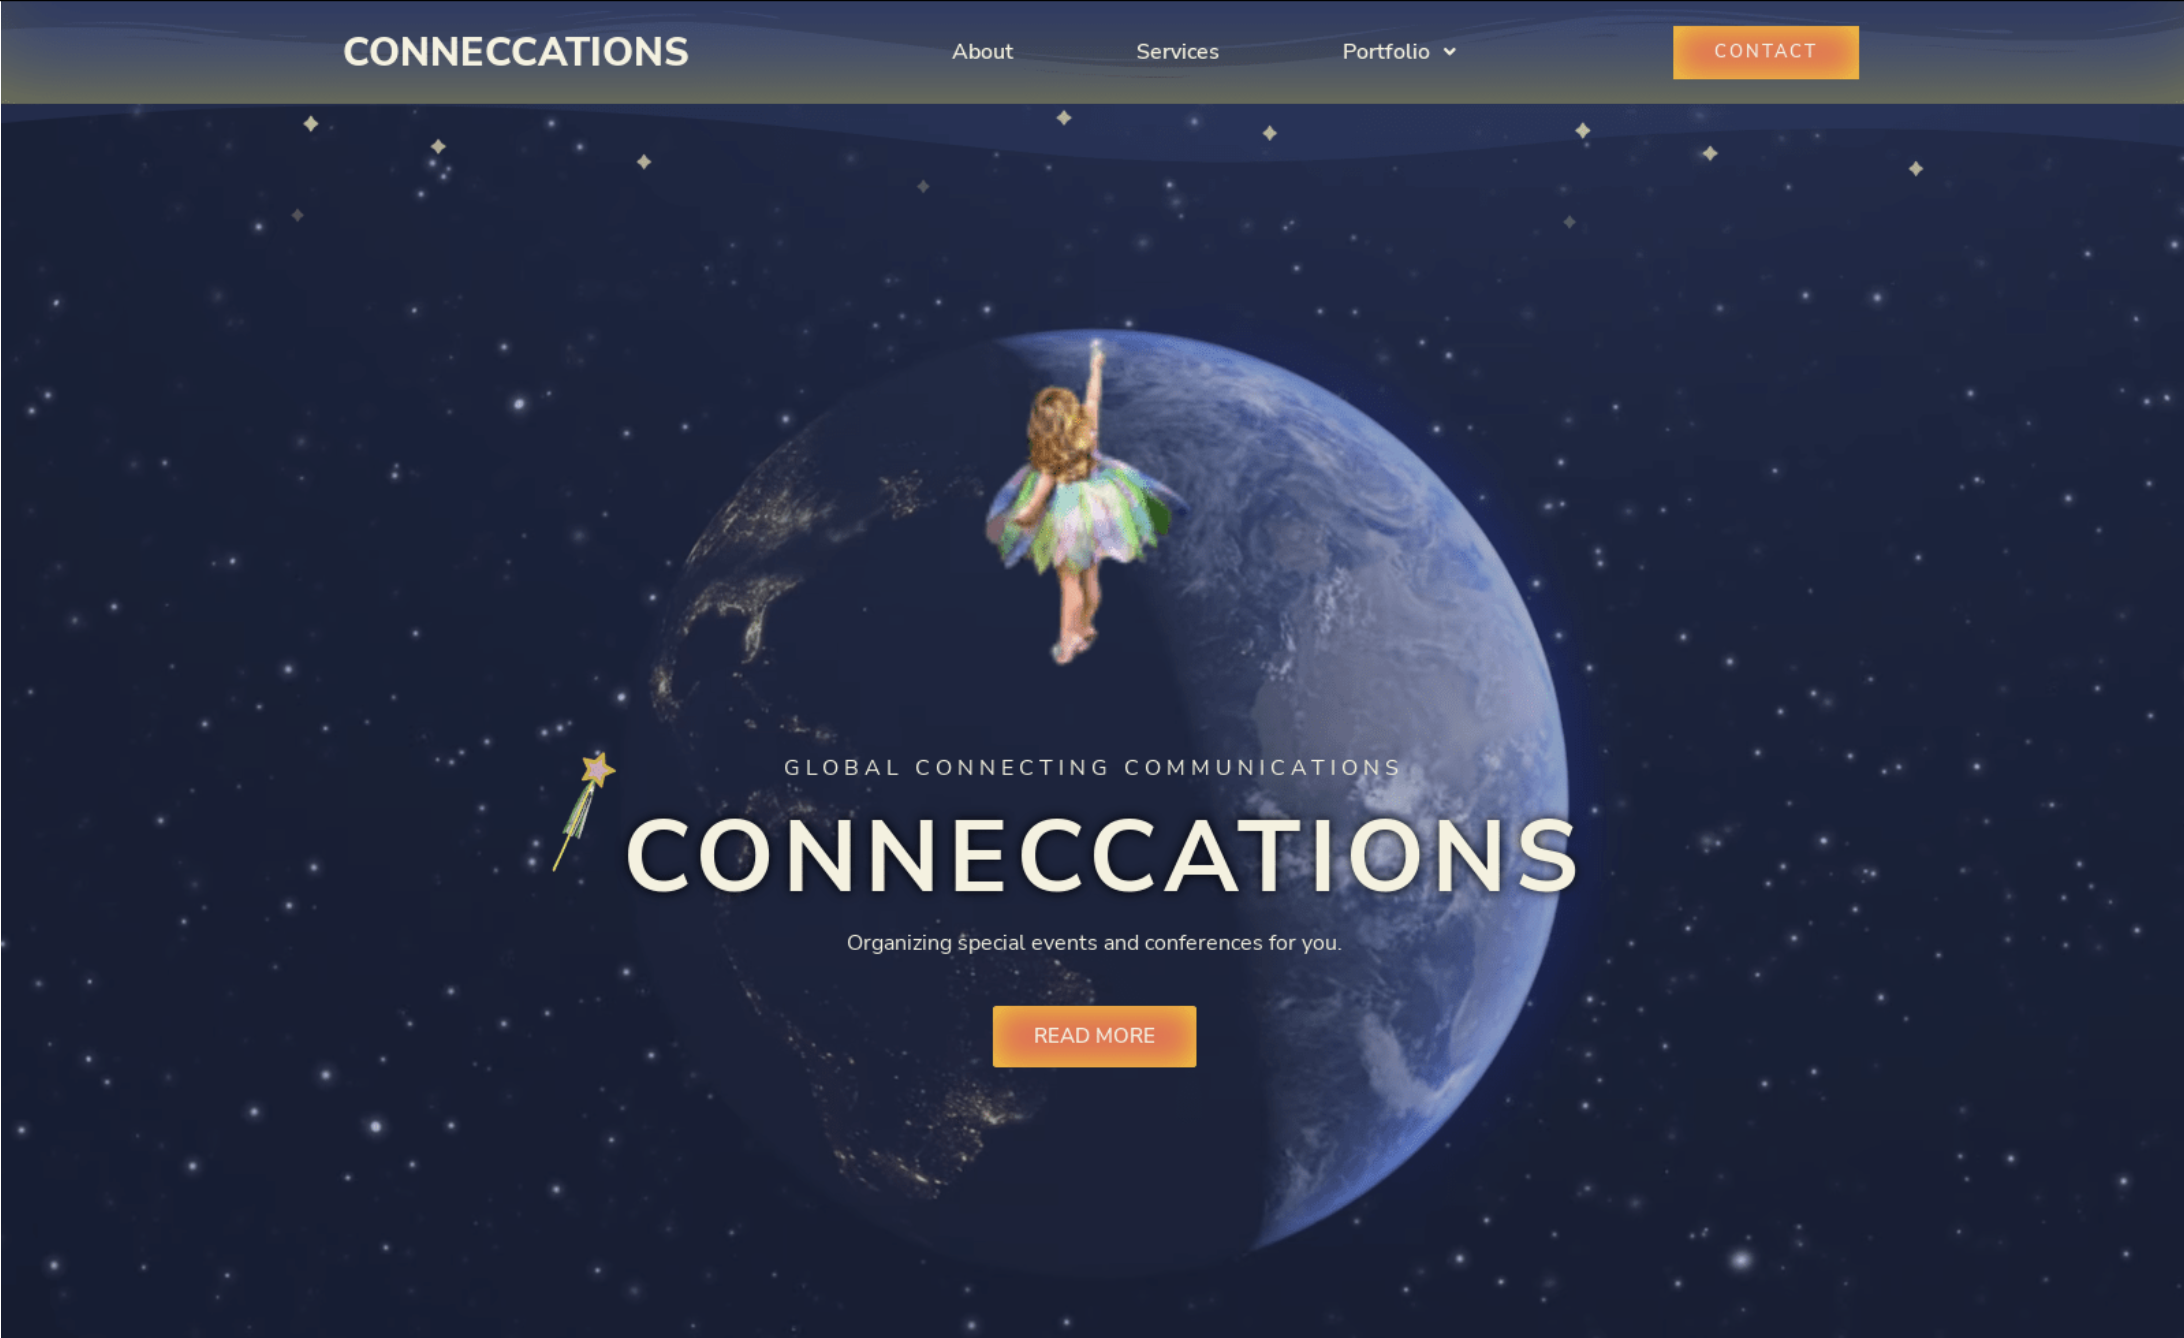 CONNECCATIONS
About
Services
Portfolio
CONTACT
GLOBAL CONNECTING COMMUNICATIONS
CONNECCATIONS
Organizing special events and conferences for you.
READ MORE